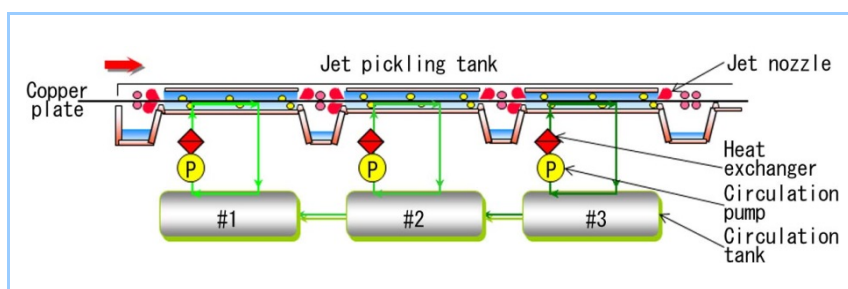 Jet pickling tank
Jet nozzle
Copper
plate
Heat
exchanger
P
P
P
Circulation
pump
#1
#2
#3
Circulation
tank